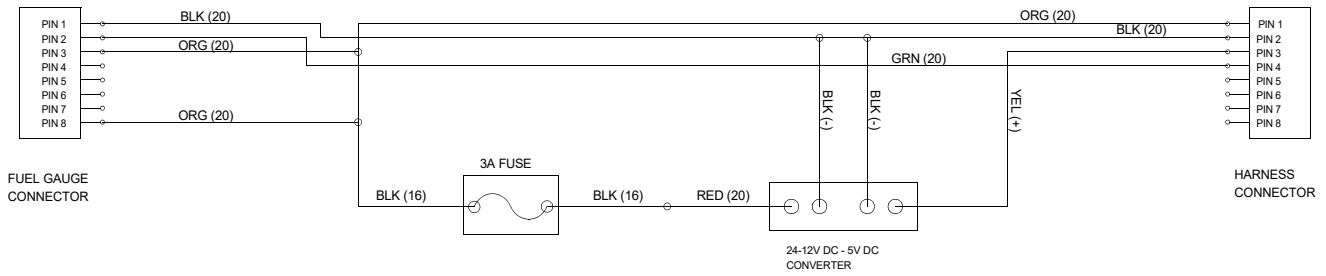 BLK (20)
ORG (20)
PIN 1
PIN 2
PIN 3
PIN 4
PIN 5
PIN 6
PIN 7
PIN 8
ORG (20)
BLK (20)
GRN (20)
PIN 1
PIN 2
PIN 3
PIN 4
PIN 5
PIN 6
PIN 7
PIN 8
ORG (20)
BLK (-)
BLK (-)
YEL (+)
FUEL GAUGE
CONNECTOR
3A FUSE
HARNESS
CONNECTOR
BLK (16)
BLK (16)
RED (20)
24-12V DC - 5V DC
CONVERTER